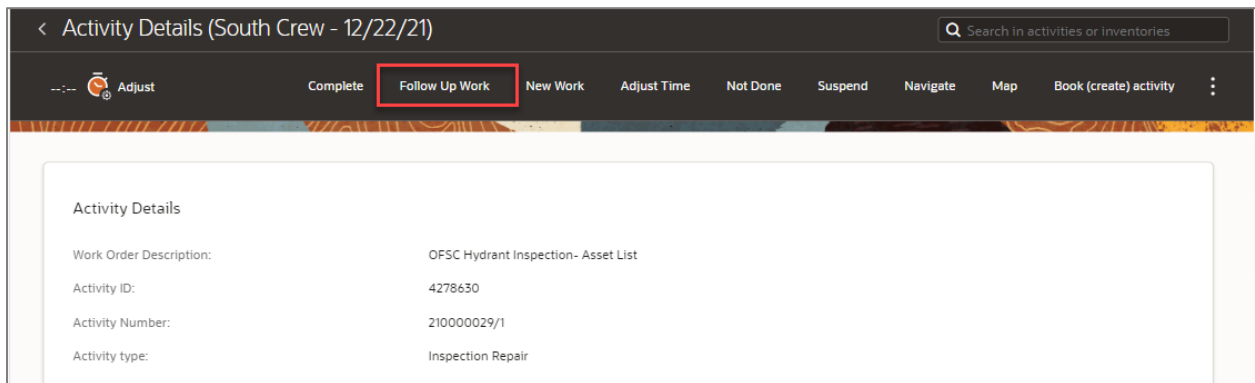 Activity Details (South Crew - 12/22/21)
Search in activities or inventories
--:-- Adjust Complete Follow Up Work New Work Adjust Time Not Done Suspend Navigate Map Book (create) activity
Activity Details
Work Order Description: OFSC Hydrant Inspection- Asset List
Activity ID: 4278630
Activity Number: 210000029/1
Activity type: Inspection Repair